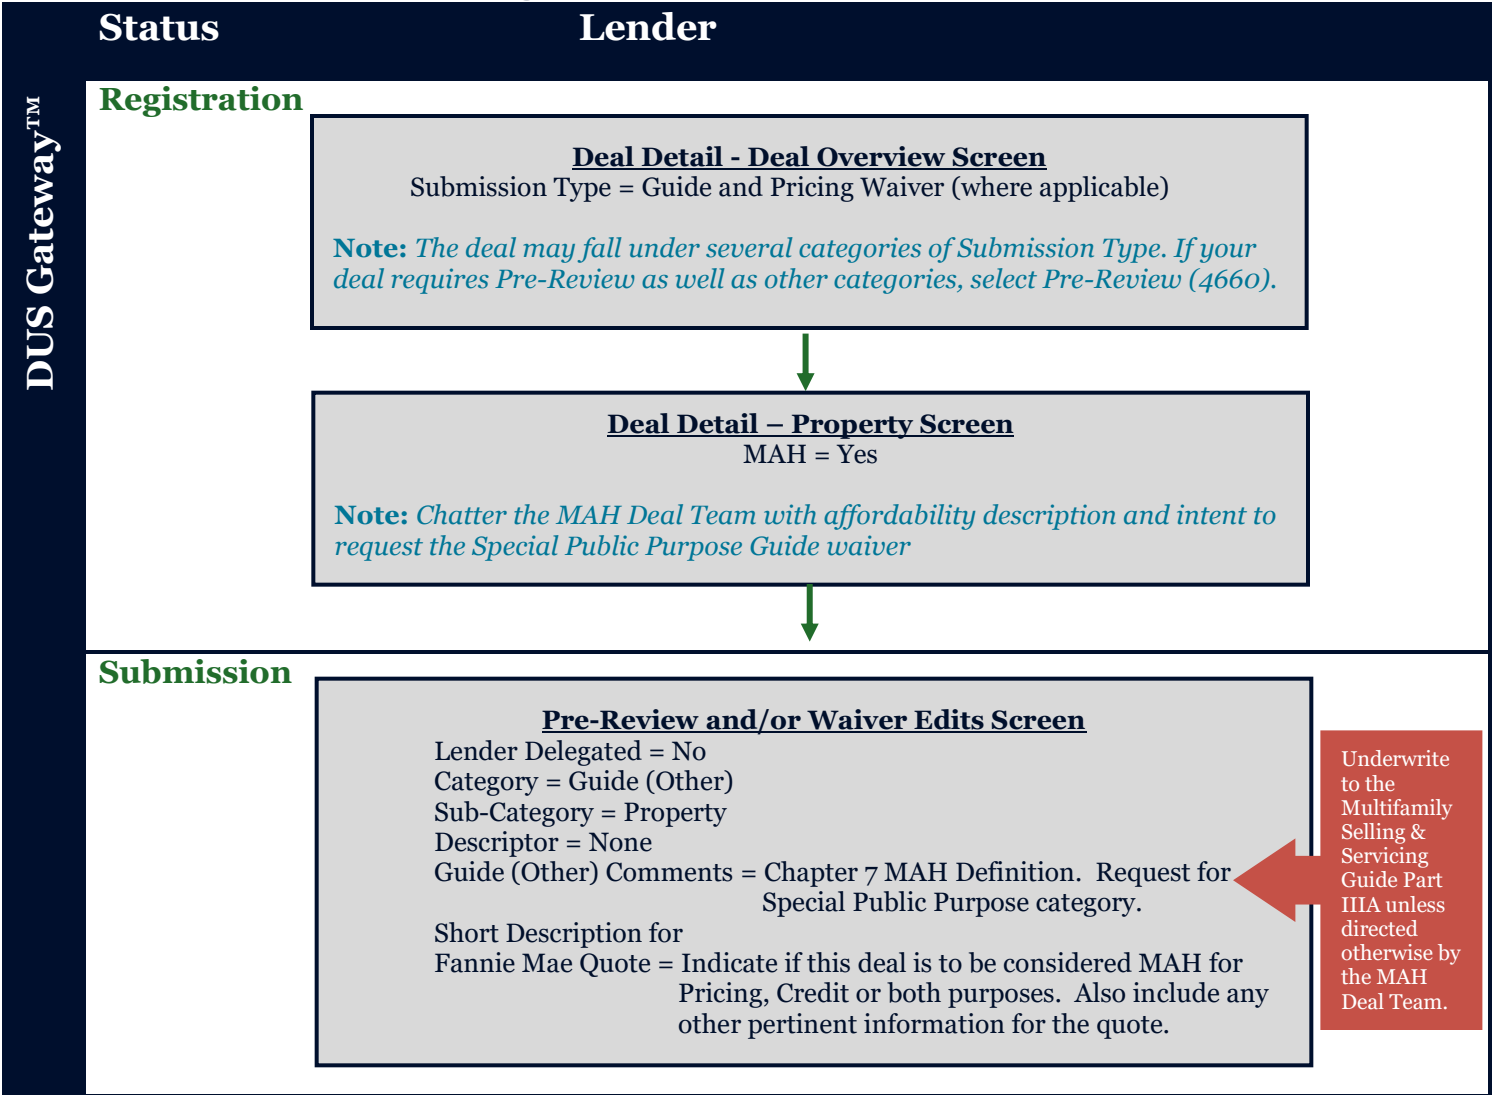 Status
Lender
DUS Gateway™
Registration
Deal Detail - Deal Overview Screen
Submission Type = Guide and Pricing Waiver (where applicable)
Note: The deal may fall under several categories of Submission Type. If your
deal requires Pre-Review as well as other categories, select Pre-Review (4660).
Deal Detail – Property Screen
MAH = Yes
Note: Chatter the MAH Deal Team with affordability description and intent to
request the Special Public Purpose Guide waiver
Submission
Pre-Review and/or Waiver Edits Screen
Lender Delegated = No
Category = Guide (Other)
Sub-Category = Property
Descriptor = None
Guide (Other) Comments = Chapter 7 MAH Definition.  Request for
Special Public Purpose category.
Short Description for
Fannie Mae Quote = Indicate if this deal is to be considered MAH for
Pricing, Credit or both purposes.  Also include any
other pertinent information for the quote.
Underwrite
to the
Multifamily
Selling &
Servicing
Guide Part
IIIA unless
directed
otherwise by
the MAH
Deal Team.